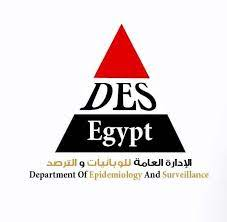 DES
Egypt
الإدارة العامة للوبائيات و الترصد
Department Of Epidemiology And Surveillance